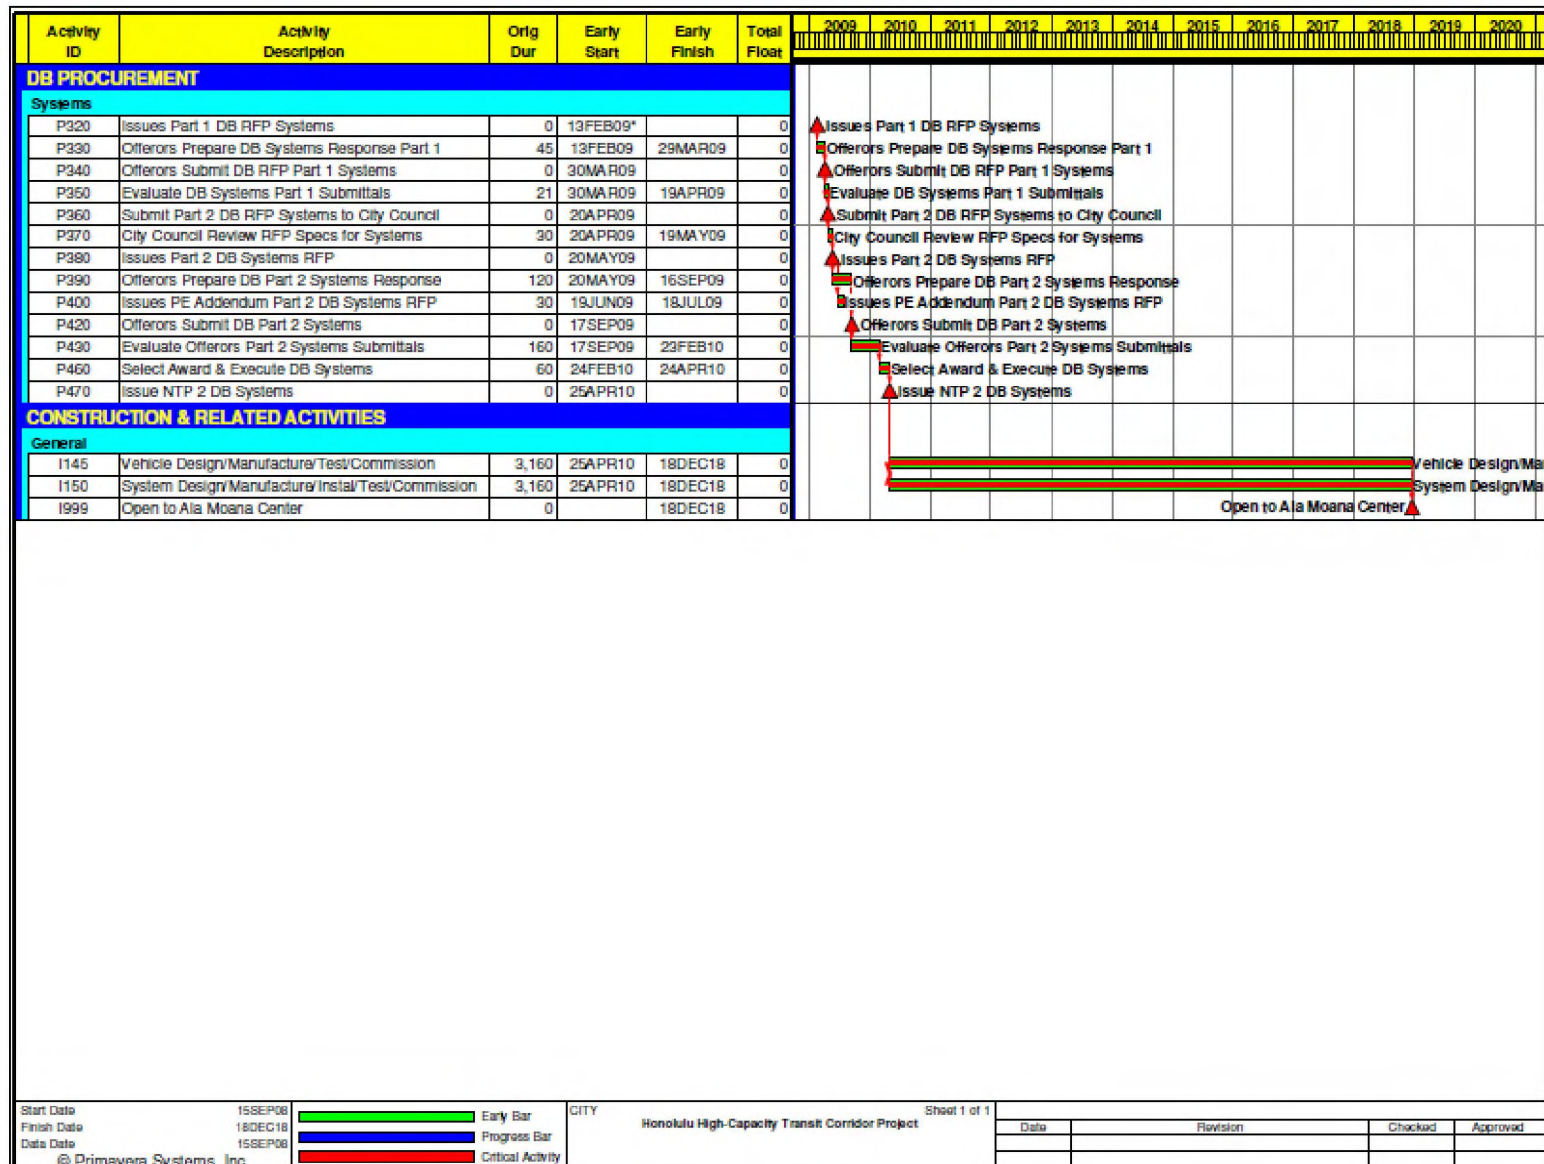 Activity ID Activity Description Orig Dur Early Start Early Finish Total Float 2009 2010 2011 2012 2013 2014 2015 2016 2017 2018 2019 2020
DB PROCUREMENT
Systems
P320 Issues Part 1 DB RFP Systems 0 13FEB09* 0 Issues Part 1 DB RFP Systems
P330 Offerors Prepare DB Systems Response Part 1 45 13FEB09 29MAR09 0 Offerors Prepare DB Systems Response Part 1
P340 Offerors Submit DB RFP Part 1 Systems 0 30MAR09 0 Offerors Submit DB RFP Part 1 Systems
P350 Evaluate DB Systems Part 1 Submittals 21 30MAR09 19APR09 0 Evaluate DB Systems Part 1 Submittals
P360 Submit Part 2 DB RFP Systems to City Council 0 20APR09 0 Submit Part 2 DB RFP Systems to City Council
P370 City Council Review RFP Specs for Systems 30 20APR09 19MAY09 0 City Council Review RFP Specs for Systems
P380 Issues Part 2 DB Systems RFP 0 20MAY09 0 Issues Part 2 DB Systems RFP
P390 Offerors Prepare DB Part 2 Systems Response 120 20MAY09 16SEP09 0 Offerors Prepare DB Part 2 Systems Response
P400 Issues PE Addendum Part 2 DB Systems RFP 30 19JUN09 18JUL09 0 Issues PE Addendum Part 2 DB Systems RFP
P420 Offerors Submit DB Part 2 Systems 0 17SEP09 0 Offerors Submit DB Part 2 Systems
P430 Evaluate Offerors Part 2 Systems Submittals 160 17SEP09 23FEB10 0 Evaluate Offerors Part 2 Systems Submittals
P460 Select Award & Execute DB Systems 60 24FEB10 24APR10 0 Select Award & Execute DB Systems
P470 Issue NTP 2 DB Systems 0 25APR10 0 Issue NTP 2 DB Systems
CONSTRUCTION & RELATED ACTIVITIES
General
I145 Vehicle Design/Manufacture/Test/Commission 3,160 25APR10 18DEC18 0 Vehicle Design/Ma
I150 System Design/Manufacture/Instal/Test/Commission 3,160 25APR10 18DEC18 0 System Design/Ma
I999 Open to Ala Moana Center 0 18DEC18 0 Open to Ala Moana Center
Start Date 15SEP08
Finish Date 18DEC18
Data Date 15SEP08
© Primavera Systems, Inc.
Early Bar
Progress Bar
Critical Activity
CITY Sheet 1 of 1
Honolulu High-Capacity Transit Corridor Project
Date Revision Checked Approved